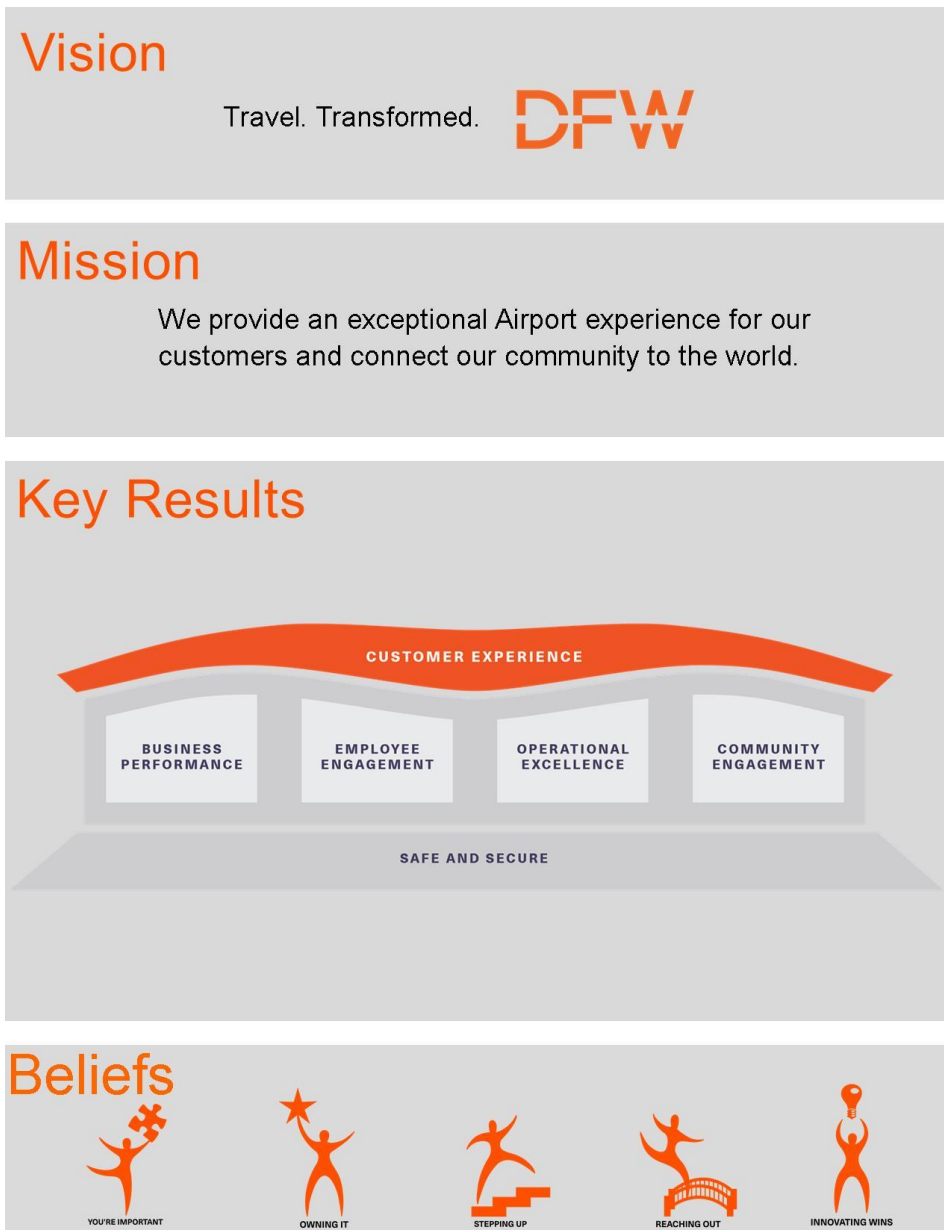 Vision
Travel. Transformed. DFW
Mission
We provide an exceptional Airport experience for our
customers and connect our community to the world.
Key Results
CUSTOMER EXPERIENCE
BUSINESS
PERFORMANCE
EMPLOYEE
ENGAGEMENT
OPERATIONAL
EXCELLENCE
COMMUNITY
ENGAGEMENT
SAFE AND SECURE
Beliefs
YOU'RE IMPORTANT
OWNING IT
STEPPING UP
REACHING OUT
INNOVATING WINS